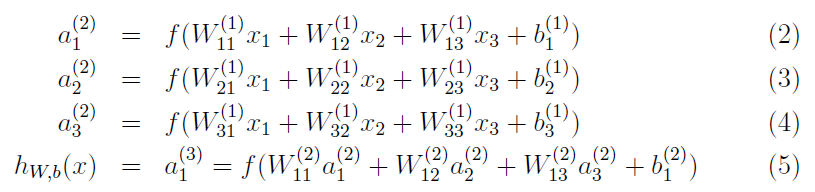 a_1^{(2)} = f(W_{11}^{(1)} x_1 + W_{12}^{(1)} x_2 + W_{13}^{(1)} x_3 + b_1^{(1)}) (2)
a_2^{(2)} = f(W_{21}^{(1)} x_1 + W_{22}^{(1)} x_2 + W_{23}^{(1)} x_3 + b_2^{(1)}) (3)
a_3^{(2)} = f(W_{31}^{(1)} x_1 + W_{32}^{(1)} x_2 + W_{33}^{(1)} x_3 + b_3^{(1)}) (4)
h_{W,b}(x) = a_1^{(3)} = f(W_{11}^{(2)} a_1^{(2)} + W_{12}^{(2)} a_2^{(2)} + W_{13}^{(2)} a_3^{(2)} + b_1^{(2)}) (5)